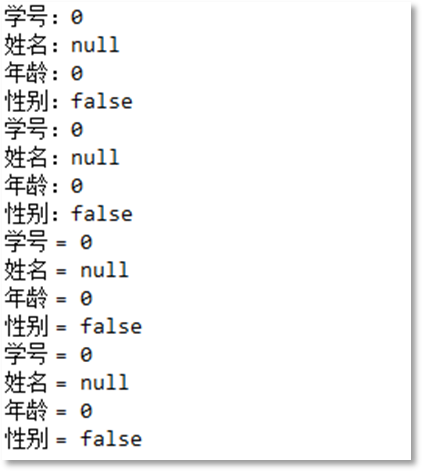 学号：0
姓名：null
年龄：0
性别：false
学号：0
姓名：null
年龄：0
性别：false
学号 = 0
姓名 = null
年龄 = 0
性别 = false
学号 = 0
姓名 = null
年龄 = 0
性别 = false